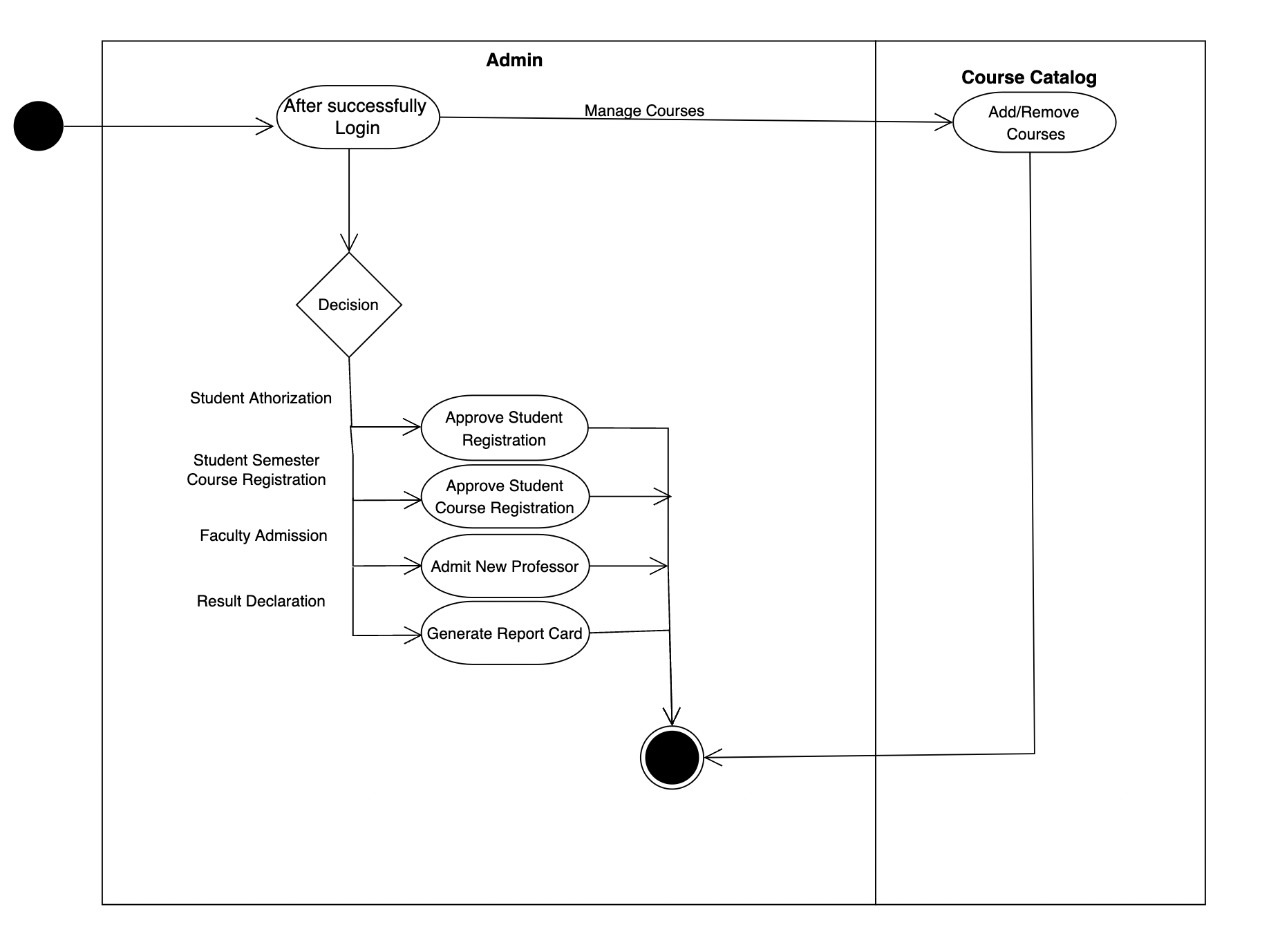 Admin
Course Catalog
After successfully
Login
Manage Courses
Add/Remove
Courses
Decision
Student Athorization
Approve Student
Registration
Student Semester
Course Registration
Approve Student
Course Registration
Faculty Admission
Admit New Professor
Result Declaration
Generate Report Card